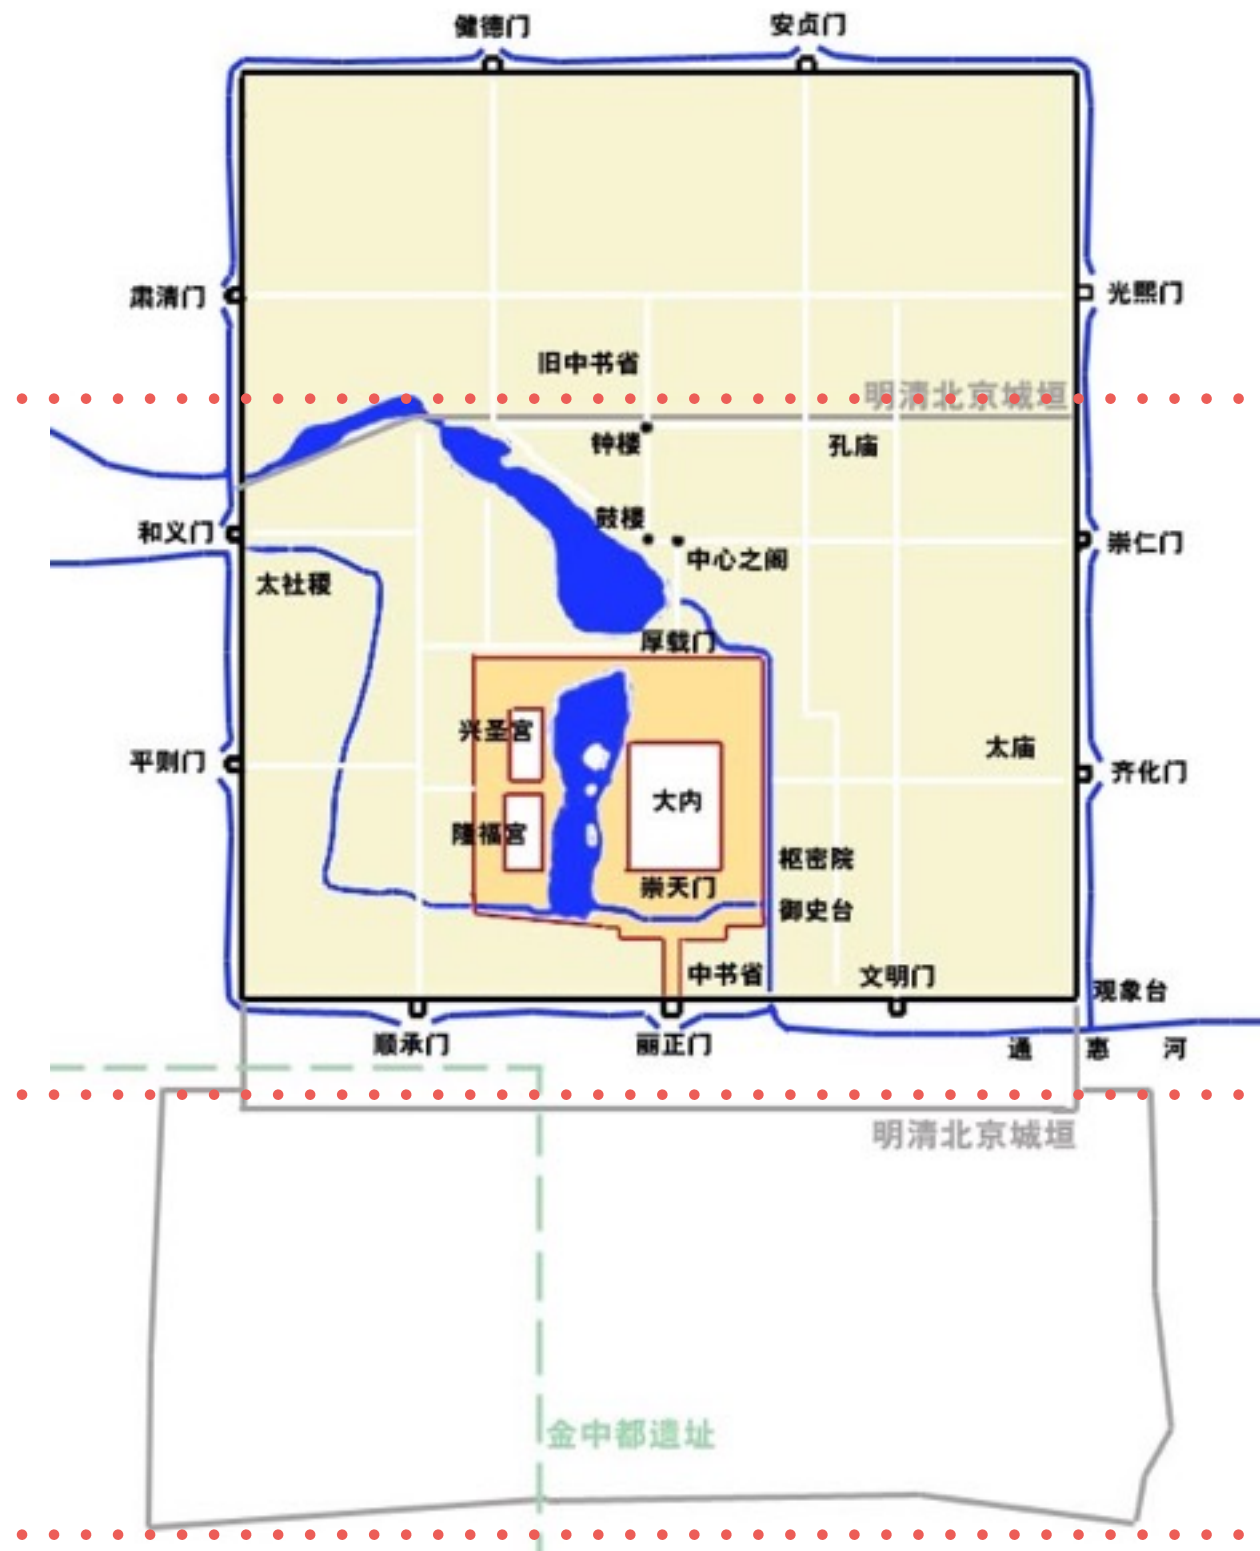 健德门
安贞门
肃清门
光熙门
旧中书省
明清北京城垣
钟楼
孔庙
鼓楼
和义门
崇仁门
中心之阁
太社稷
厚载门
兴圣宫
太庙
平则门
齐化门
大内
隆福宫
枢密院
崇天门
御史台
中书省
文明门
观象台
顺承门
丽正门
通惠河
明清北京城垣
金中都遗址